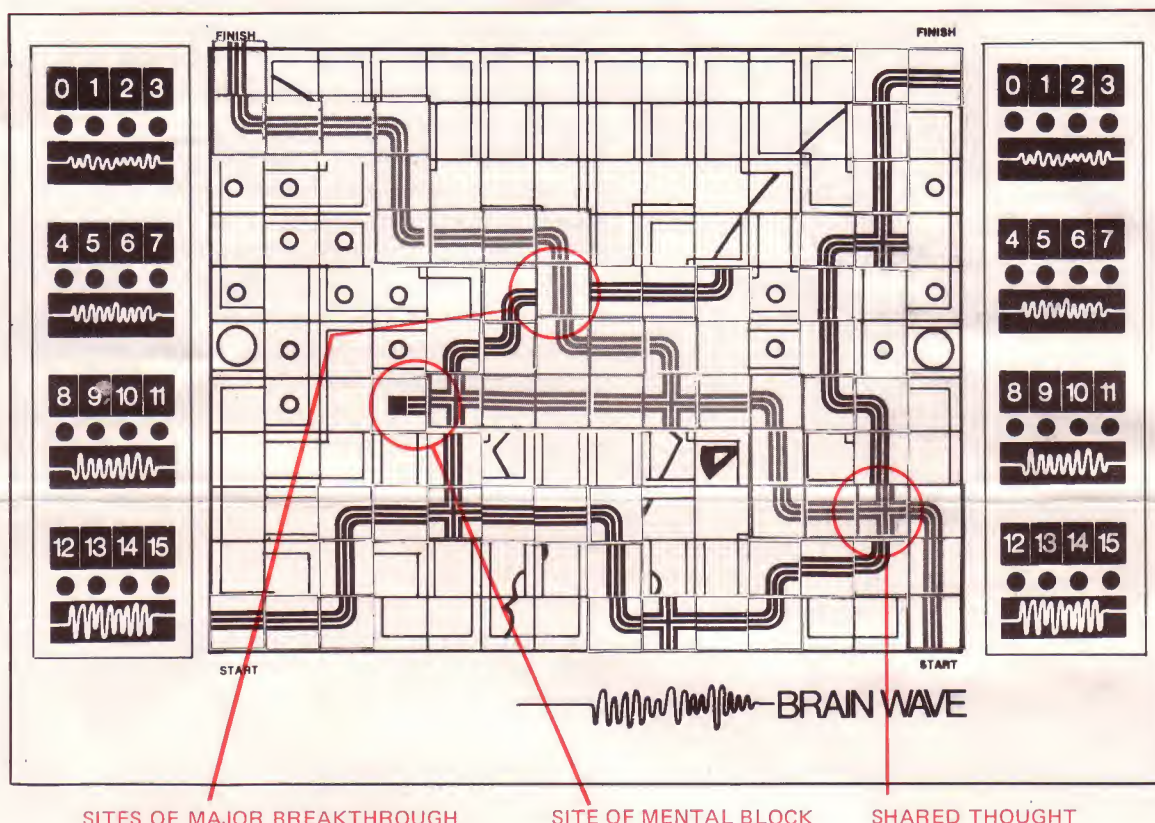 FINISH
FINISH
0 1 2 3
4 5 6 7
8 9 10 11
12 13 14 15
0 1 2 3
4 5 6 7
8 9 10 11
12 13 14 15
START
START
BRAIN WAVE
SITES OF MAJOR BREAKTHROUGH
SITE OF MENTAL BLOCK
SHARED THOUGHT